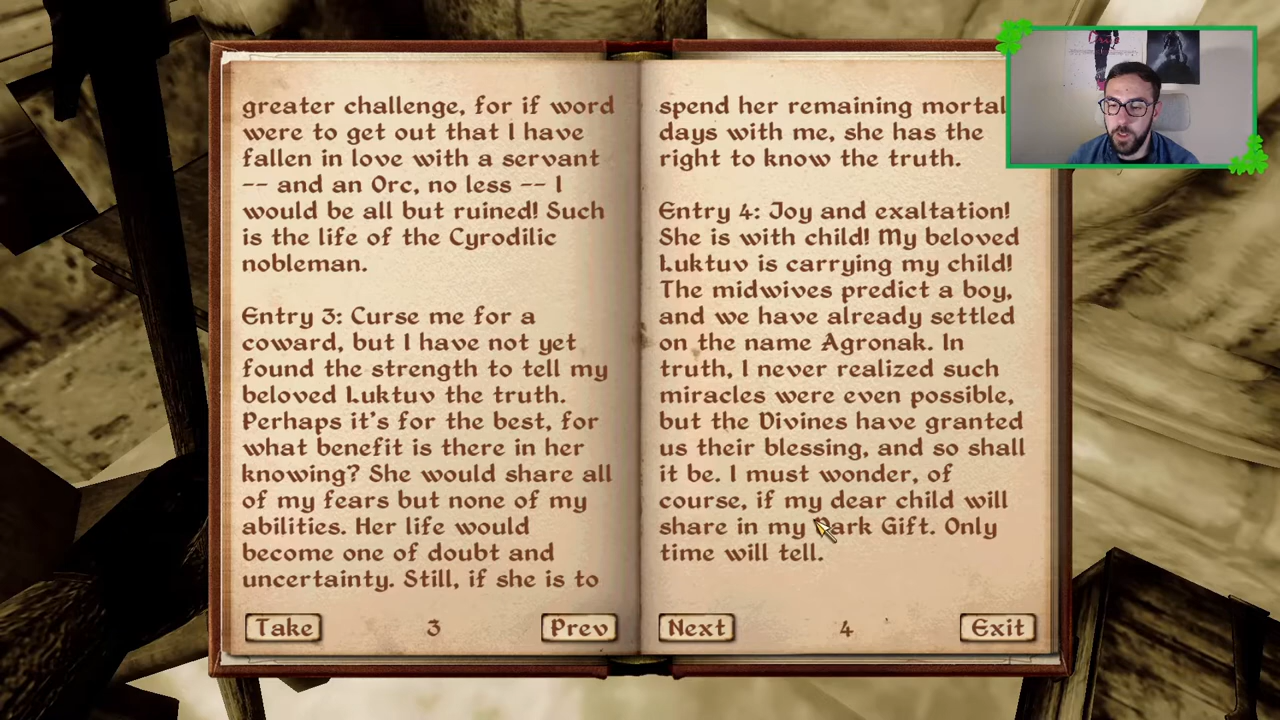 greater challenge, for if word
were to get out that I have
fallen in love with a servant
-- and an Orc, no less -- I
would be all but ruined! Such
is the life of the Cyrodilic
nobleman.
Entry 3: Curse me for a
coward, but I have not yet
found the strength to tell my
beloved Luktuv the truth.
Perhaps it's for the best, for
what benefit is there in her
knowing? She would share all
of my fears but none of my
abilities. Her life would
become one of doubt and
uncertainty. Still, if she is to
Take
3
Prev
spend her remaining mortal
days with me, she has the
right to know the truth.
Entry 4: Joy and exaltation!
She is with child! My beloved
Luktuv is carrying my child!
The midwives predict a boy,
and we have already settled
on the name Agronak. In
truth, I never realized such
miracles were even possible,
but the Divines have granted
us their blessing, and so shall
it be. I must wonder, of
course, if my dear child will
share in my Dark Gift. Only
time will tell.
Next
4
Exit